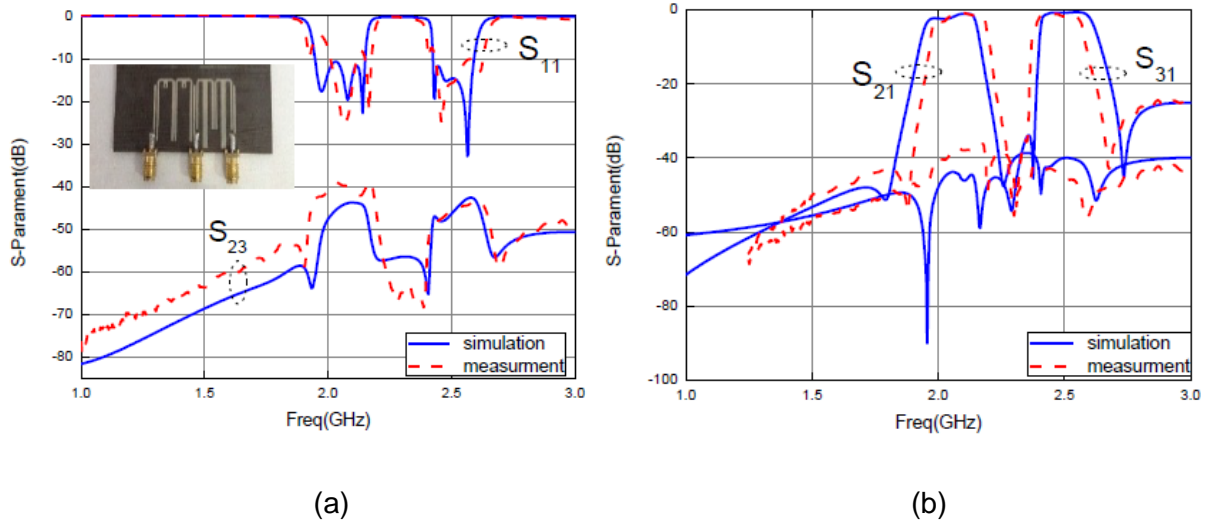 0
-10
-20
-30
-40
-50
-60
-70
-80
S-Parament(dB)
S11
S23
simulation
measurment
1.0 1.5 2.0 2.5 3.0
Freq(GHz)
(a)
0
-20
-40
-60
-80
-100
S-Parament(dB)
S21
S31
simulation
measurment
1.0 1.5 2.0 2.5 3.0
Freq(GHz)
(b)